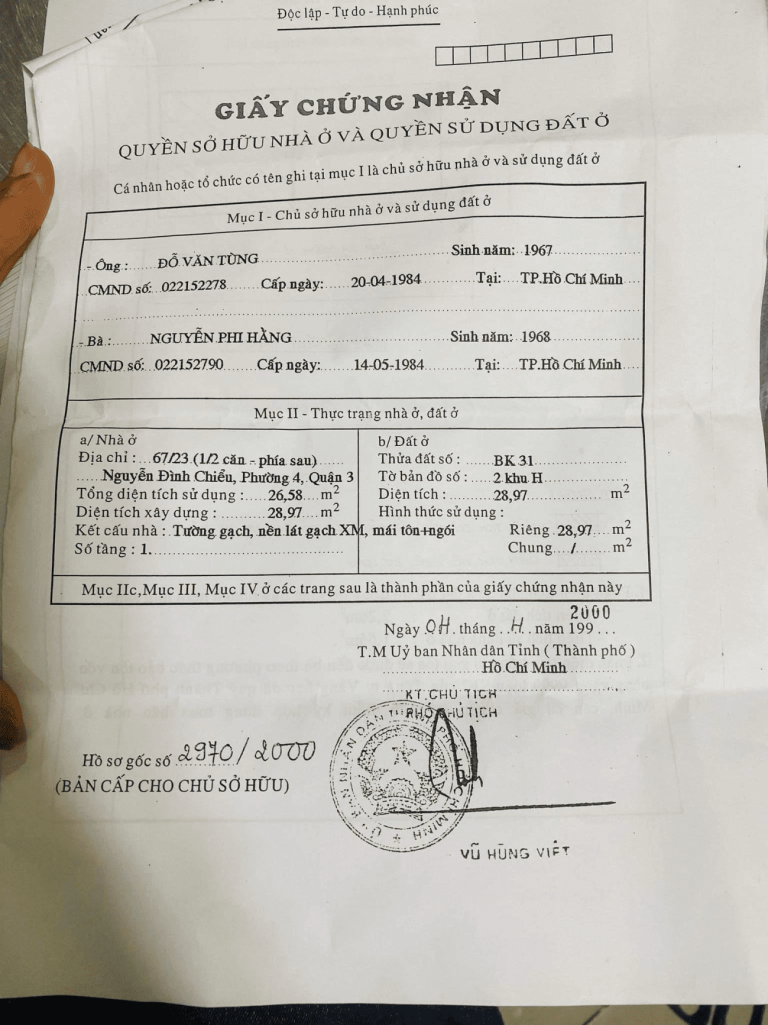 Độc lập - Tự do - Hạnh phúc
GIẤY CHỨNG NHẬN
QUYỀN SỞ HỮU NHÀ Ở VÀ QUYỀN SỬ DỤNG ĐẤT Ở
Cá nhân hoặc tổ chức có tên ghi tại mục I là chủ sở hữu nhà ở và sử dụng đất ở
Mục I - Chủ sở hữu nhà ở và sử dụng đất ở
- Ông : ĐỖ VĂN TÙNG Sinh năm: 1967
CMND số: 022152278 Cấp ngày: 20-04-1984 Tại: TP.Hồ Chí Minh
- Bà : NGUYỄN PHI HẰNG Sinh năm: 1968
CMND số: 022152790 Cấp ngày: 14-05-1984 Tại: TP.Hồ Chí Minh
Mục II - Thực trạng nhà ở, đất ở
a/ Nhà ở
Địa chỉ : 67/23 (1/2 căn - phía sau)
Nguyễn Đình Chiểu, Phường 4, Quận 3
Tổng diện tích sử dụng : 26,58 m²
Diện tích xây dựng : 28,97 m²
Kết cấu nhà : Tường gạch, nền lát gạch XM, mái tôn+ngói
Số tầng : 1.
b/ Đất ở
Thửa đất số : BK 31
Tờ bản đồ số : 2 khu H
Diện tích : 28,97 m²
Hình thức sử dụng :
Riêng 28,97 m²
Chung / m²
Mục IIc,Mục III, Mục IV ở các trang sau là thành phần của giấy chứng nhận này
2000
Ngày 04 tháng 4 năm 199
T.M Uỷ ban Nhân dân Tỉnh ( Thành phố )
Hồ Chí Minh
KT.CHỦ TỊCH
PHÓ CHỦ TỊCH
Hồ sơ gốc số 2970/2000
(BẢN CẤP CHO CHỦ SỞ HỮU)
VŨ HÙNG VIỆT